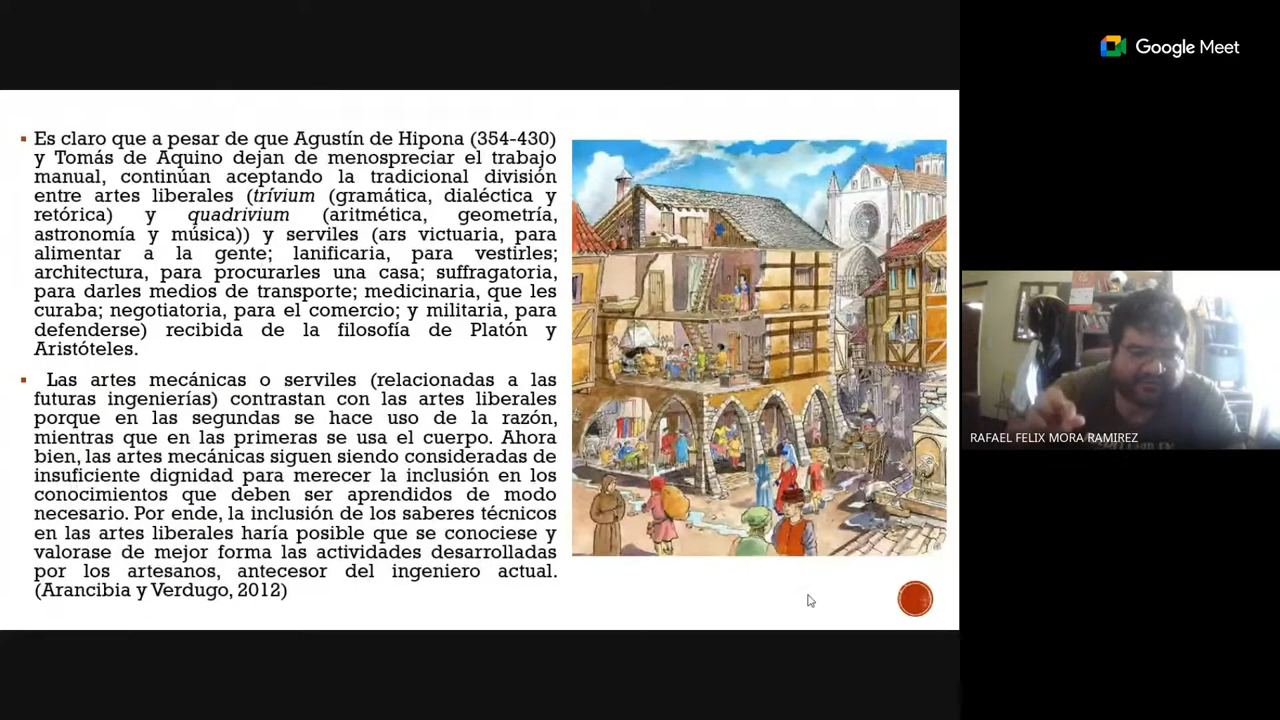 Google Meet
Es claro que a pesar de que Agustín de Hipona (354-430)
y Tomás de Aquino dejan de menospreciar el trabajo
manual, continúan aceptando la tradicional división
entre artes liberales (trívium (gramática, dialéctica y
retórica) y quadrivium (aritmética, geometría,
astronomía y música)) y serviles (ars victuaria, para
alimentar a la gente; lanificaria, para vestirles;
architectura, para procurarles una casa; suffragatoria,
para darles medios de transporte; medicinaria, que les
curaba; negotiatoria, para el comercio; y militaria, para
defenderse) recibida de la filosofía de Platón y
Aristóteles.
Las artes mecánicas o serviles (relacionadas a las
futuras ingenierías) contrastan con las artes liberales
porque en las segundas se hace uso de la razón,
mientras que en las primeras se usa el cuerpo. Ahora
bien, las artes mecánicas siguen siendo consideradas de
insuficiente dignidad para merecer la inclusión en los
conocimientos que deben ser aprendidos de modo
necesario. Por ende, la inclusión de los saberes técnicos
en las artes liberales haría posible que se conociese y
valorase de mejor forma las actividades desarrolladas
por los artesanos, antecesor del ingeniero actual.
(Arancibia y Verdugo, 2012)
RAFAEL FELIX MORA RAMIREZ